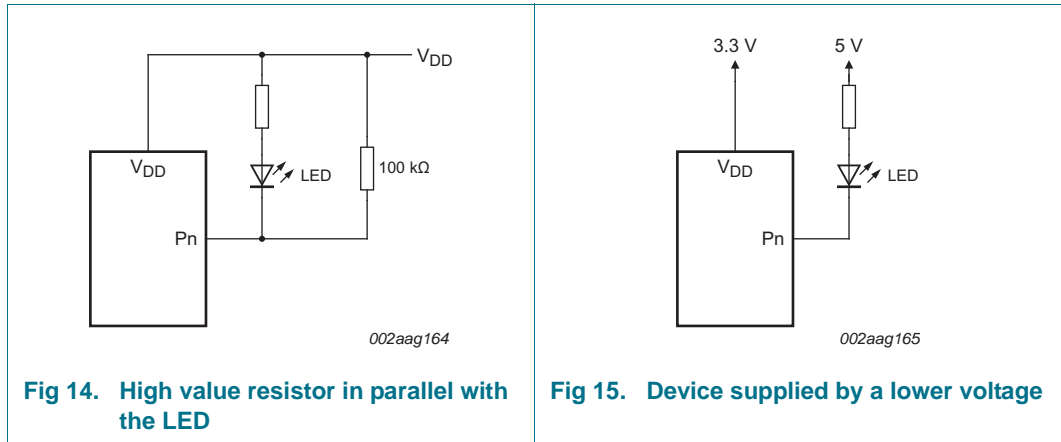 VDD
VDD
LED
100 kΩ
Pn
002aag164
Fig 14. High value resistor in parallel with
the LED
3.3 V
5 V
VDD
LED
Pn
002aag165
Fig 15. Device supplied by a lower voltage